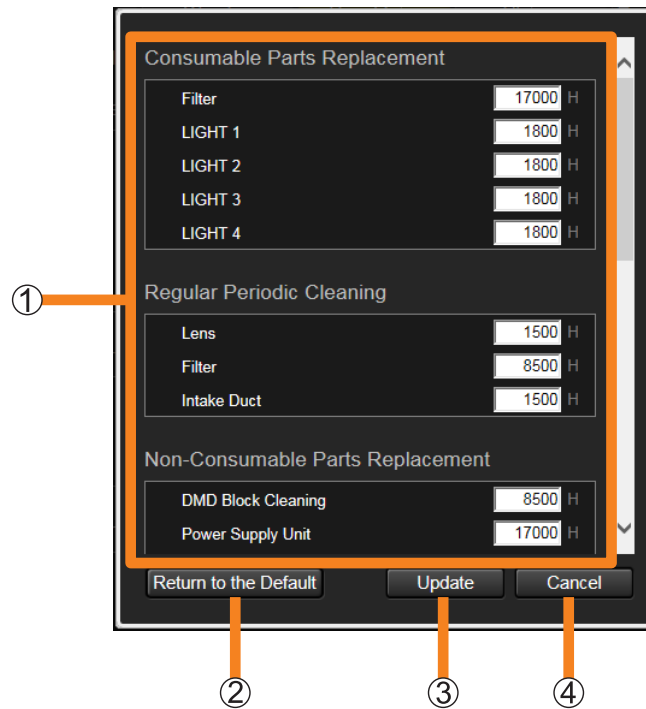 Consumable Parts Replacement
Filter 17000 H
LIGHT 1 1800 H
LIGHT 2 1800 H
LIGHT 3 1800 H
LIGHT 4 1800 H
① Regular Periodic Cleaning
Lens 1500 H
Filter 8500 H
Intake Duct 1500 H
Non-Consumable Parts Replacement
DMD Block Cleaning 8500 H
Power Supply Unit 17000 H
Return to the Default Update Cancel
② ③ ④